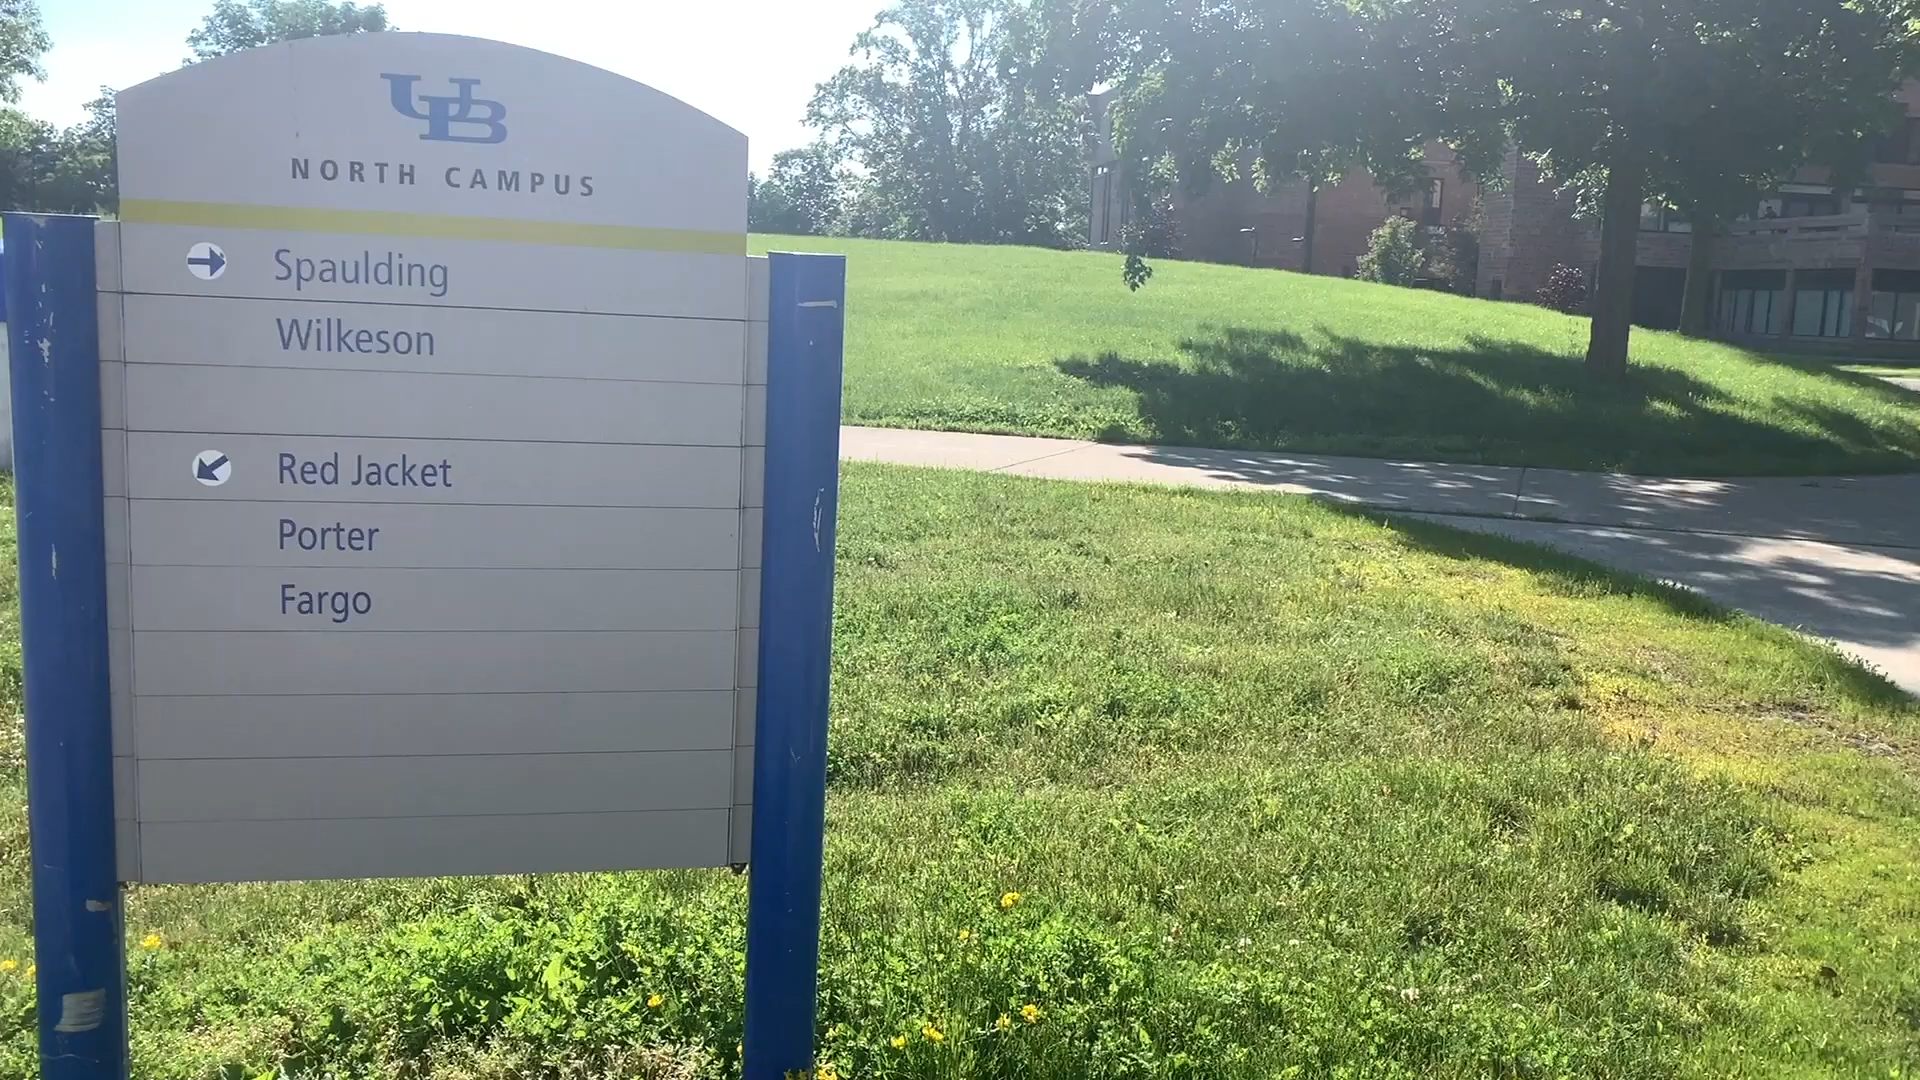 UB
NORTH CAMPUS
Spaulding
Wilkeson
Red Jacket
Porter
Fargo